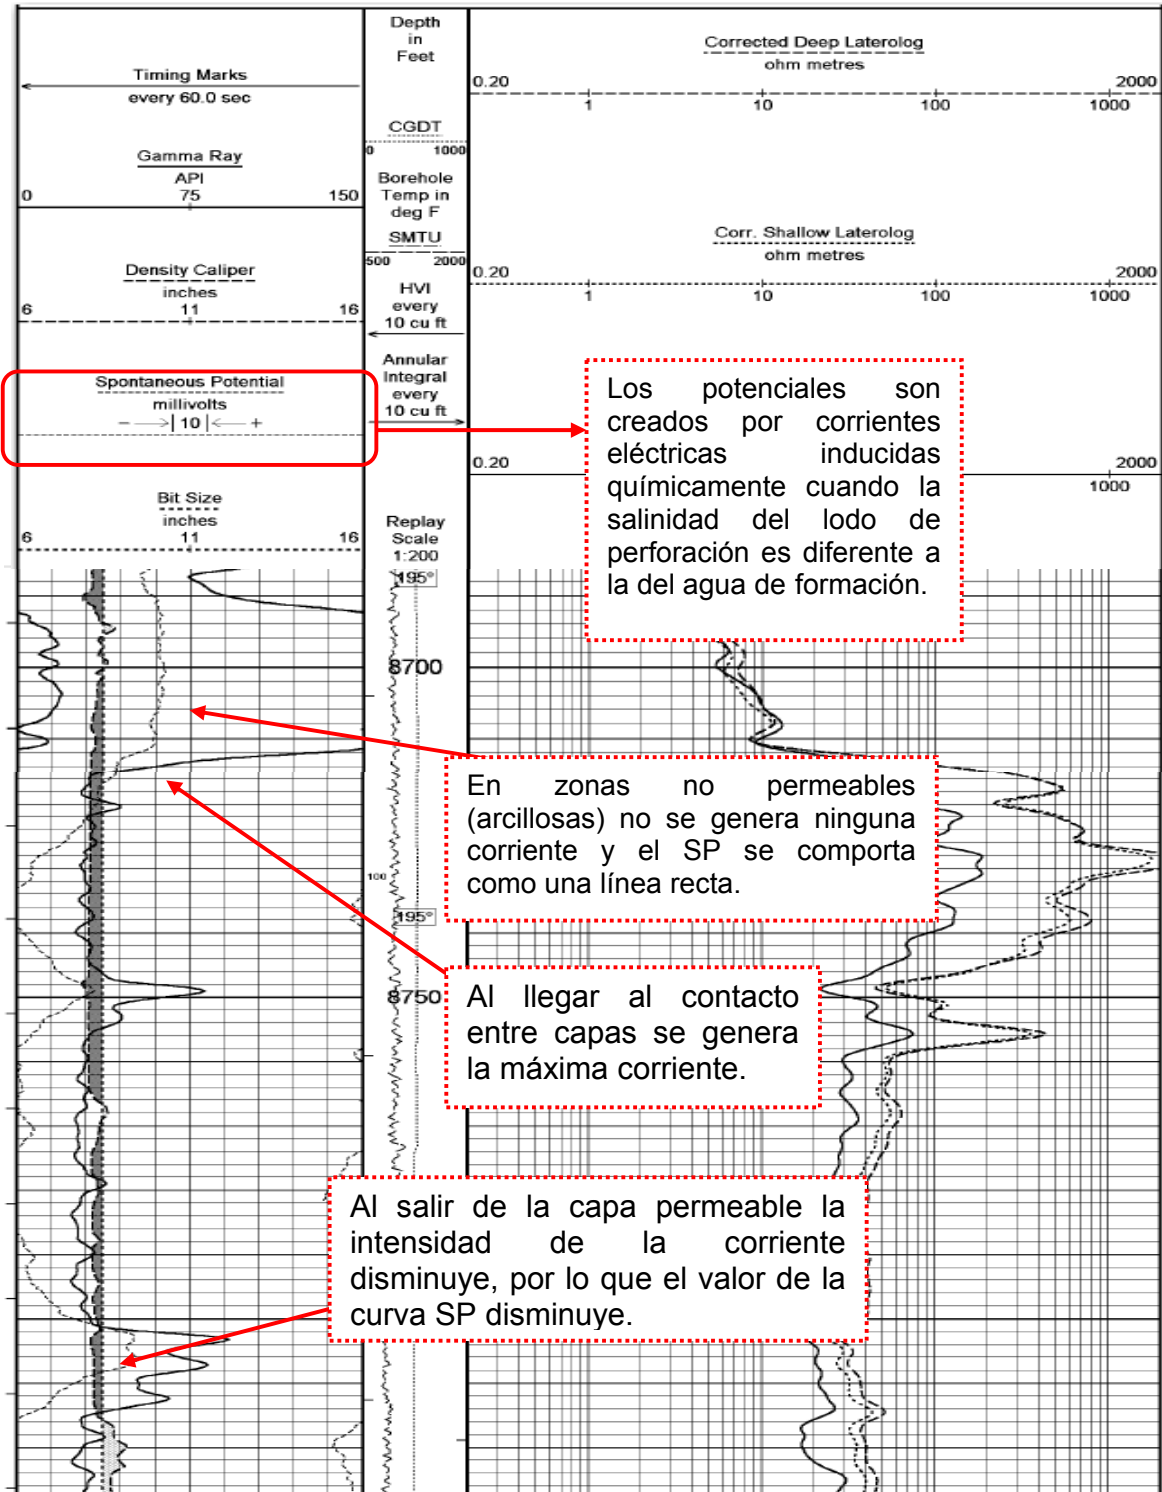 Timing Marks
every 60.0 sec
Gamma Ray
API
0 75 150
Density Caliper
inches
6 11 16
Spontaneous Potential
millivolts
− —>| 10 |<— +
Bit Size
inches
6 11 16
Depth
in
Feet
CGDT
0 1000
Borehole
Temp in
deg F
SMTU
500 2000
HVI
every
10 cu ft
Annular
Integral
every
10 cu ft
Replay
Scale
1:200
Corrected Deep Laterolog
ohm metres
0.20 2000
1 10 100 1000
Corr. Shallow Laterolog
ohm metres
0.20 2000
1 10 100 1000
0.20 2000
1000
Los potenciales son
creados por corrientes
eléctricas inducidas
químicamente cuando la
salinidad del lodo de
perforación es diferente a
la del agua de formación.
195°
8700
En zonas no permeables
(arcillosas) no se genera ninguna
corriente y el SP se comporta
como una línea recta.
100
195°
8750
Al llegar al contacto
entre capas se genera
la máxima corriente.
Al salir de la capa permeable la
intensidad de la corriente
disminuye, por lo que el valor de la
curva SP disminuye.